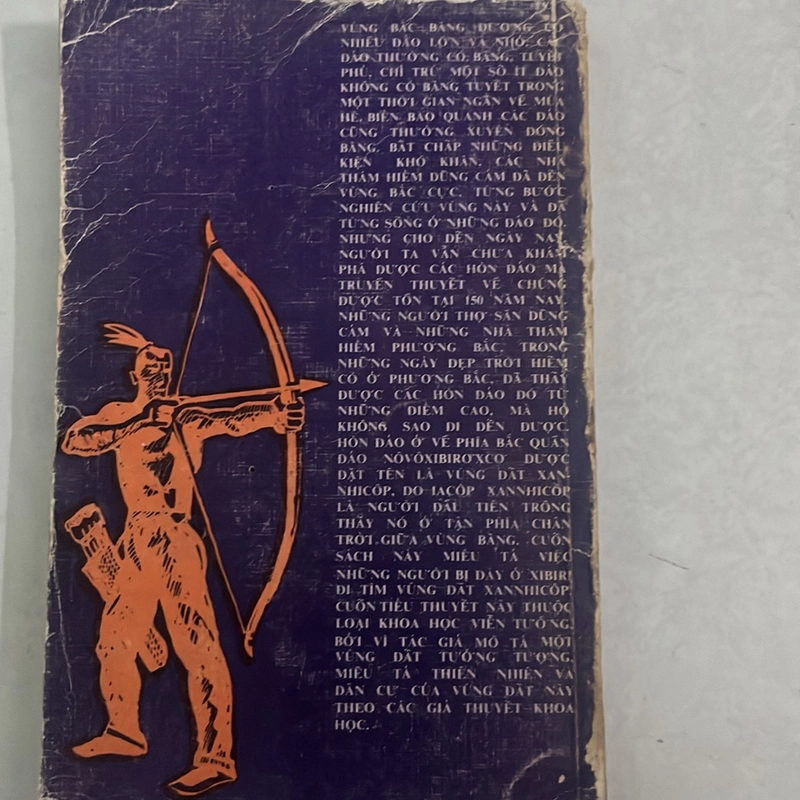 VÙNG BẮC BĂNG DƯƠNG CÓ
NHIỀU ĐẢO LỚN VÀ NHỎ. CÁC
ĐẢO THƯỜNG CÓ BĂNG, TUYẾT
PHỦ, CHỈ TRỪ MỘT SỐ ÍT ĐẢO
KHÔNG CÓ BĂNG TUYẾT TRONG
MỘT THỜI GIAN NGẮN VỀ MÙA
HÈ. BIỂN BAO QUANH CÁC ĐẢO
CŨNG THƯỜNG XUYÊN ĐÓNG
BĂNG. BẤT CHẤP NHỮNG ĐIỀU
KIỆN KHÓ KHĂN, CÁC NHÀ
THÁM HIỂM DŨNG CẢM ĐÃ ĐẾN
VÙNG BẮC CỰC, TỪNG BƯỚC
NGHIÊN CỨU VÙNG NÀY VÀ ĐÃ
TỪNG SỐNG Ở NHỮNG ĐẢO ĐÓ.
NHƯNG CHO ĐẾN NGÀY NAY,
NGƯỜI TA VẪN CHƯA KHÁM
PHÁ ĐƯỢC CÁC HÒN ĐẢO MÀ
TRUYỀN THUYẾT VỀ CHÚNG
ĐƯỢC TỒN TẠI 150 NĂM NAY.
NHỮNG NGƯỜI THỢ SĂN DŨNG
CẢM VÀ NHỮNG NHÀ THÁM
HIỂM PHƯƠNG BẮC, TRONG
NHỮNG NGÀY ĐẸP TRỜI HIẾM
CÓ Ở PHƯƠNG BẮC, ĐÃ THẤY
ĐƯỢC CÁC HÒN ĐẢO ĐÓ TỪ
NHỮNG ĐIỂM CAO, MÀ HỌ
KHÔNG SAO ĐI ĐẾN ĐƯỢC.
HÒN ĐẢO Ở VỀ PHÍA BẮC QUẦN
ĐẢO NÔVÔXIBIRƠXCƠ ĐƯỢC
ĐẶT TÊN LÀ VÙNG ĐẤT XAN
NHICỐP, DO IACỐP XANNHICỐP
LÀ NGƯỜI ĐẦU TIÊN TRÔNG
THẤY NÓ Ở TẬN PHÍA CHÂN
TRỜI GIỮA VÙNG BĂNG. CUỐN
SÁCH NÀY MIÊU TẢ VIỆC
NHỮNG NGƯỜI BỊ ĐÀY Ở XIBIRI
ĐI TÌM VÙNG ĐẤT XANNHICỐP.
CUỐN TIỂU THUYẾT NÀY THUỘC
LOẠI KHOA HỌC VIỄN TƯỞNG,
BỞI VÌ TÁC GIẢ MÔ TẢ MỘT
VÙNG ĐẤT TƯỞNG TƯỢNG,
MIÊU TẢ THIÊN NHIÊN VÀ
DÂN CƯ CỦA VÙNG ĐẤT NÀY
THEO CÁC GIẢ THUYẾT KHOA
HỌC.